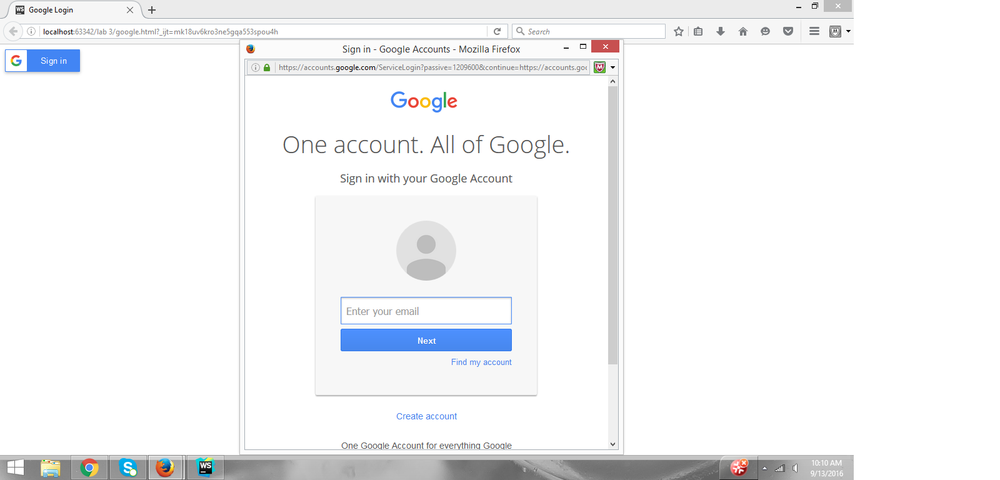 WS Google Login
localhost:63342/lab 3/google.html?_ijt=mk18uv6kro3ne5gqa553spou4h
Search
G Sign in
Sign in - Google Accounts - Mozilla Firefox
https://accounts.google.com/ServiceLogin?passive=1209600&continue=https://accounts.goo
Google
One account. All of Google.
Sign in with your Google Account
Enter your email
Next
Find my account
Create account
One Google Account for everything Google
WS
10:10 AM
9/13/2016